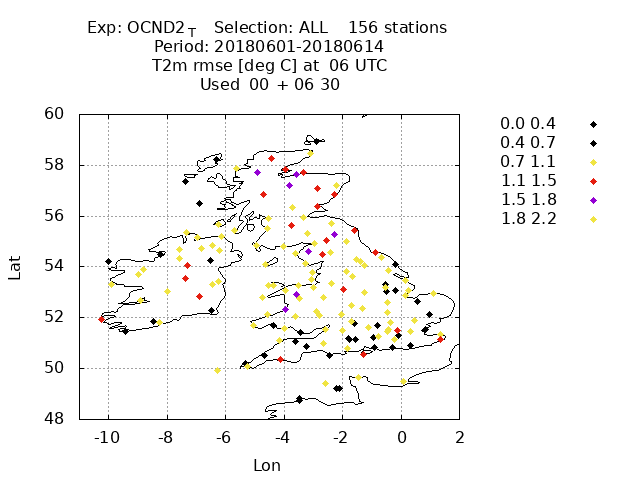 Exp: OCND2 T Selection: ALL 156 stations
Period: 20180601-20180614
T2m rmse [deg C] at 06 UTC
Used 00 + 06 30
60
58
56
54
52
50
48
-10 -8 -6 -4 -2 0 2
Lat
Lon
0.0 0.4
0.4 0.7
0.7 1.1
1.1 1.5
1.5 1.8
1.8 2.2